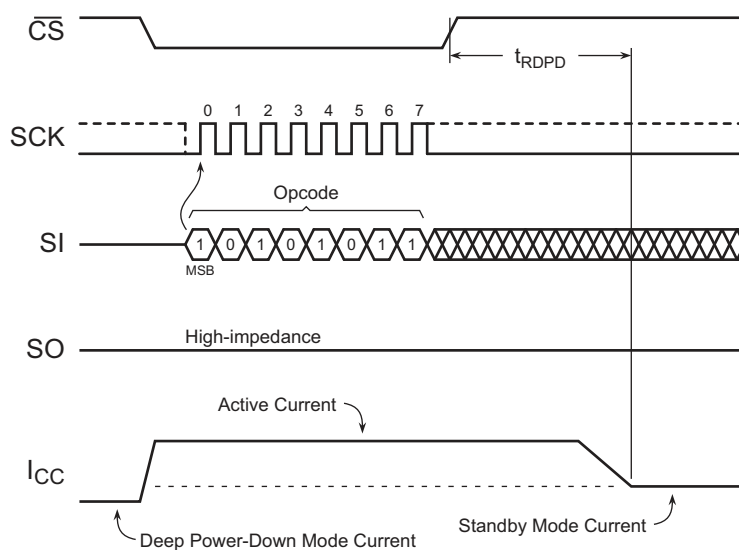 CS
tRDPD
0 1 2 3 4 5 6 7
SCK
Opcode
SI
1 0 1 0 1 0 1 1
MSB
High-impedance
SO
Active Current
ICC
Standby Mode Current
Deep Power-Down Mode Current